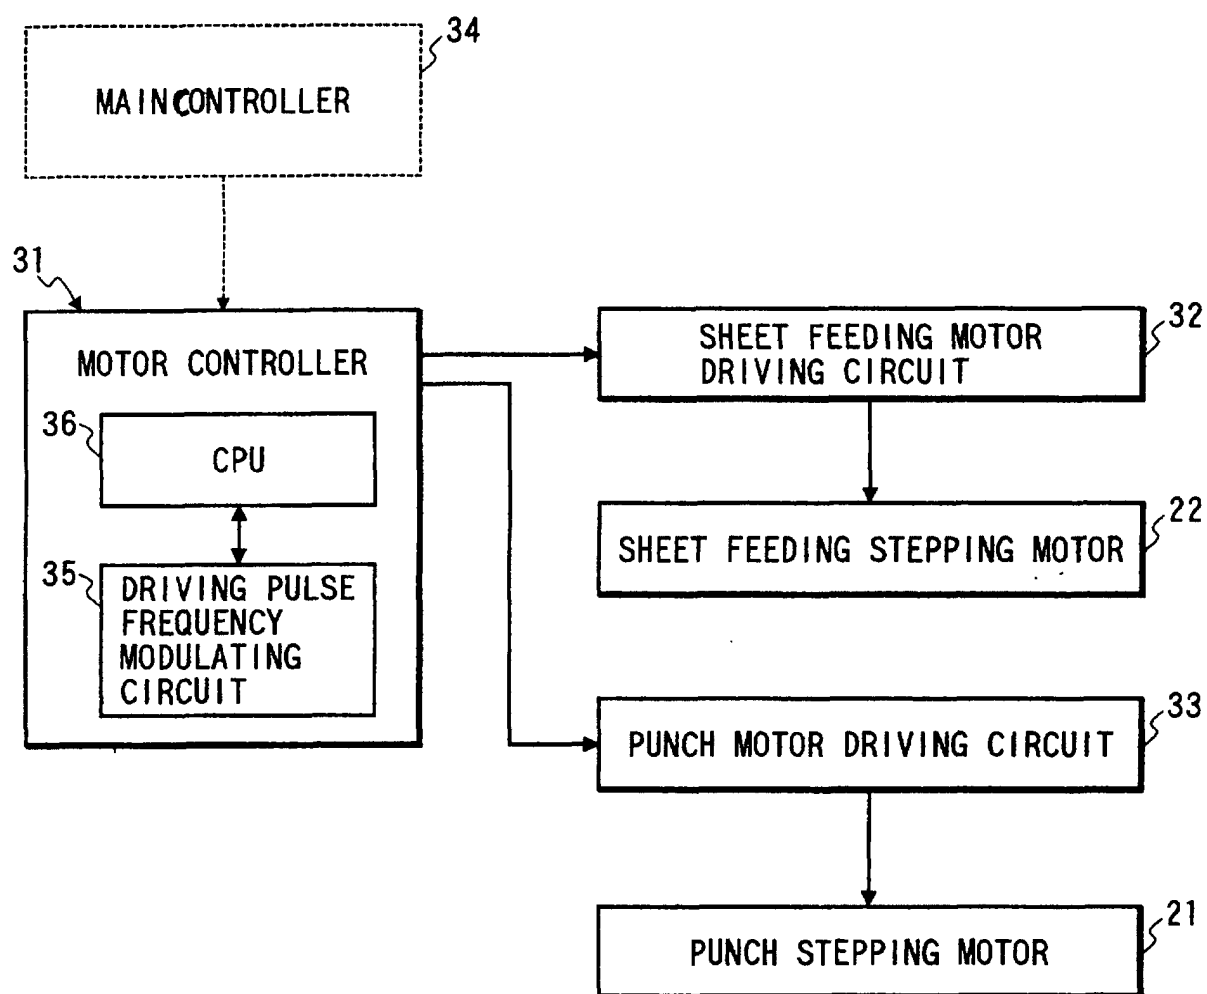 34
MAIN CONTROLLER
31
MOTOR CONTROLLER
36
CPU
35
DRIVING PULSE
FREQUENCY
MODULATING
CIRCUIT
32
SHEET FEEDING MOTOR
DRIVING CIRCUIT
22
SHEET FEEDING STEPPING MOTOR
33
PUNCH MOTOR DRIVING CIRCUIT
21
PUNCH STEPPING MOTOR